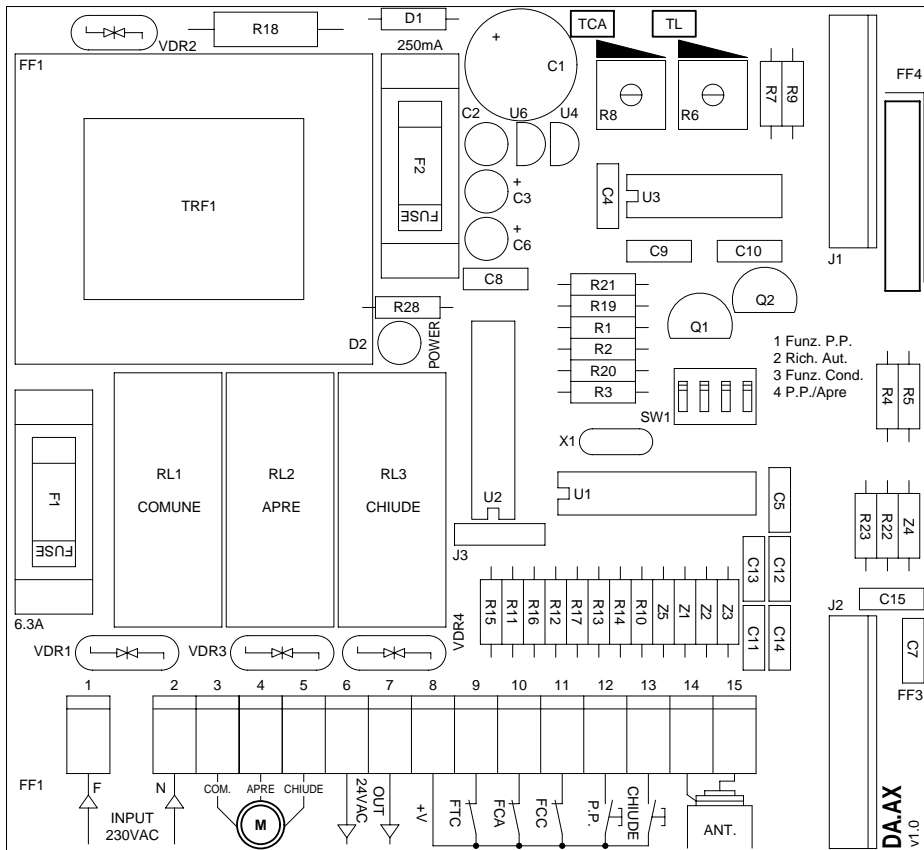 VDR2
R18
D1
TCA
TL
FF1
250mA
+
C1
R8
R6
R7
R9
FF4
C2
U6
U4
TRF1
F2
FUSE
+
C3
+
C6
C4
U3
C9
C10
J1
C8
R28
D2
POWER
R21
R19
R1
R2
R20
R3
Q1
Q2
1 Funz. P.P.
2 Rich. Aut.
3 Funz. Cond.
4 P.P./Apre
SW1
R4
R5
X1
F1
FUSE
6.3A
RL1
COMUNE
RL2
APRE
RL3
CHIUDE
U2
J3
U1
C5
C13
C12
C11
C14
R23
R22
Z4
C15
J2
C7
FF3
R15
R11
R16
R12
R17
R13
R14
R10
Z5
Z1
Z2
Z3
VDR1
VDR3
VDR4
1 2 3 4 5 6 7 8 9 10 11 12 13 14 15
FF1
F
N
INPUT
230VAC
COM.
APRE
CHIUDE
M
24VAC
OUT
+V
FTC
FCA
FCC
P.P.
CHIUDE
ANT.
DA.AX
v1.0